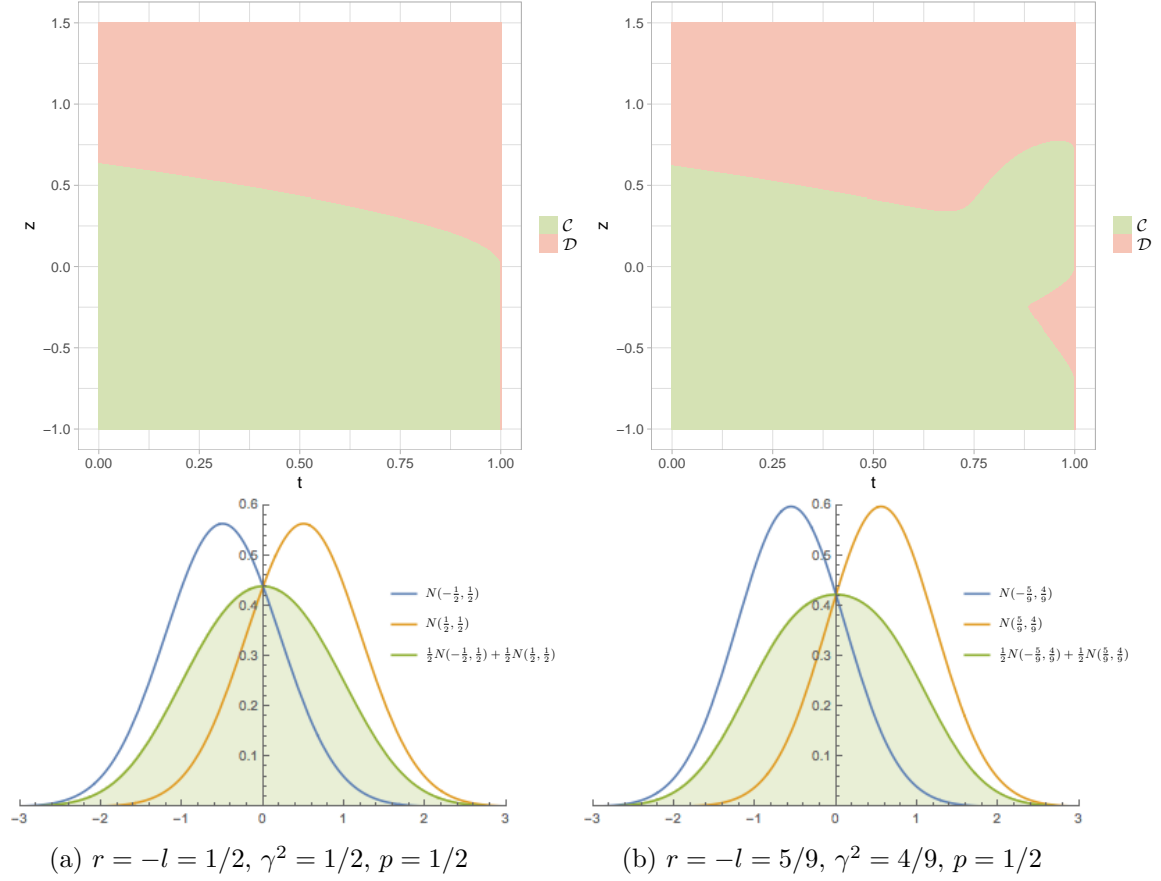 1.5
1.0
0.5
0.0
−0.5
−1.0
z
0.00 0.25 0.50 0.75 1.00
t
𝒞
𝒟
1.5
1.0
0.5
0.0
−0.5
−1.0
z
0.00 0.25 0.50 0.75 1.00
t
𝒞
𝒟
0.6
0.5
0.4
0.3
0.2
0.1
−3 −2 −1 0 1 2 3
N(−1/2, 1/2)
N(1/2, 1/2)
1/2 N(−1/2, 1/2) + 1/2 N(1/2, 1/2)
0.6
0.5
0.4
0.3
0.2
0.1
−3 −2 −1 0 1 2 3
N(−5/9, 4/9)
N(5/9, 4/9)
1/2 N(−5/9, 4/9) + 1/2 N(5/9, 4/9)
(a) r = −l = 1/2, γ² = 1/2, p = 1/2
(b) r = −l = 5/9, γ² = 4/9, p = 1/2